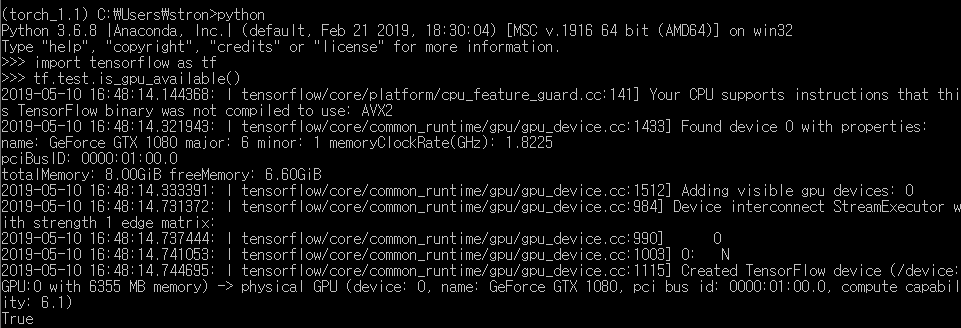 (torch_1.1) C:₩Users₩stron>python
Python 3.6.8 |Anaconda, Inc.| (default, Feb 21 2019, 18:30:04) [MSC v.1916 64 bit (AMD64)] on win32
Type "help", "copyright", "credits" or "license" for more information.
>>> import tensorflow as tf
>>> tf.test.is_gpu_available()
2019-05-10 16:48:14.144368: I tensorflow/core/platform/cpu_feature_guard.cc:141] Your CPU supports instructions that thi
s TensorFlow binary was not compiled to use: AVX2
2019-05-10 16:48:14.321943: I tensorflow/core/common_runtime/gpu/gpu_device.cc:1433] Found device 0 with properties:
name: GeForce GTX 1080 major: 6 minor: 1 memoryClockRate(GHz): 1.8225
pciBusID: 0000:01:00.0
totalMemory: 8.00GiB freeMemory: 6.60GiB
2019-05-10 16:48:14.333391: I tensorflow/core/common_runtime/gpu/gpu_device.cc:1512] Adding visible gpu devices: 0
2019-05-10 16:48:14.731372: I tensorflow/core/common_runtime/gpu/gpu_device.cc:984] Device interconnect StreamExecutor w
ith strength 1 edge matrix:
2019-05-10 16:48:14.737444: I tensorflow/core/common_runtime/gpu/gpu_device.cc:990]      0
2019-05-10 16:48:14.741053: I tensorflow/core/common_runtime/gpu/gpu_device.cc:1003] 0:   N
2019-05-10 16:48:14.744695: I tensorflow/core/common_runtime/gpu/gpu_device.cc:1115] Created TensorFlow device (/device:
GPU:0 with 6355 MB memory) -> physical GPU (device: 0, name: GeForce GTX 1080, pci bus id: 0000:01:00.0, compute capabil
ity: 6.1)
True